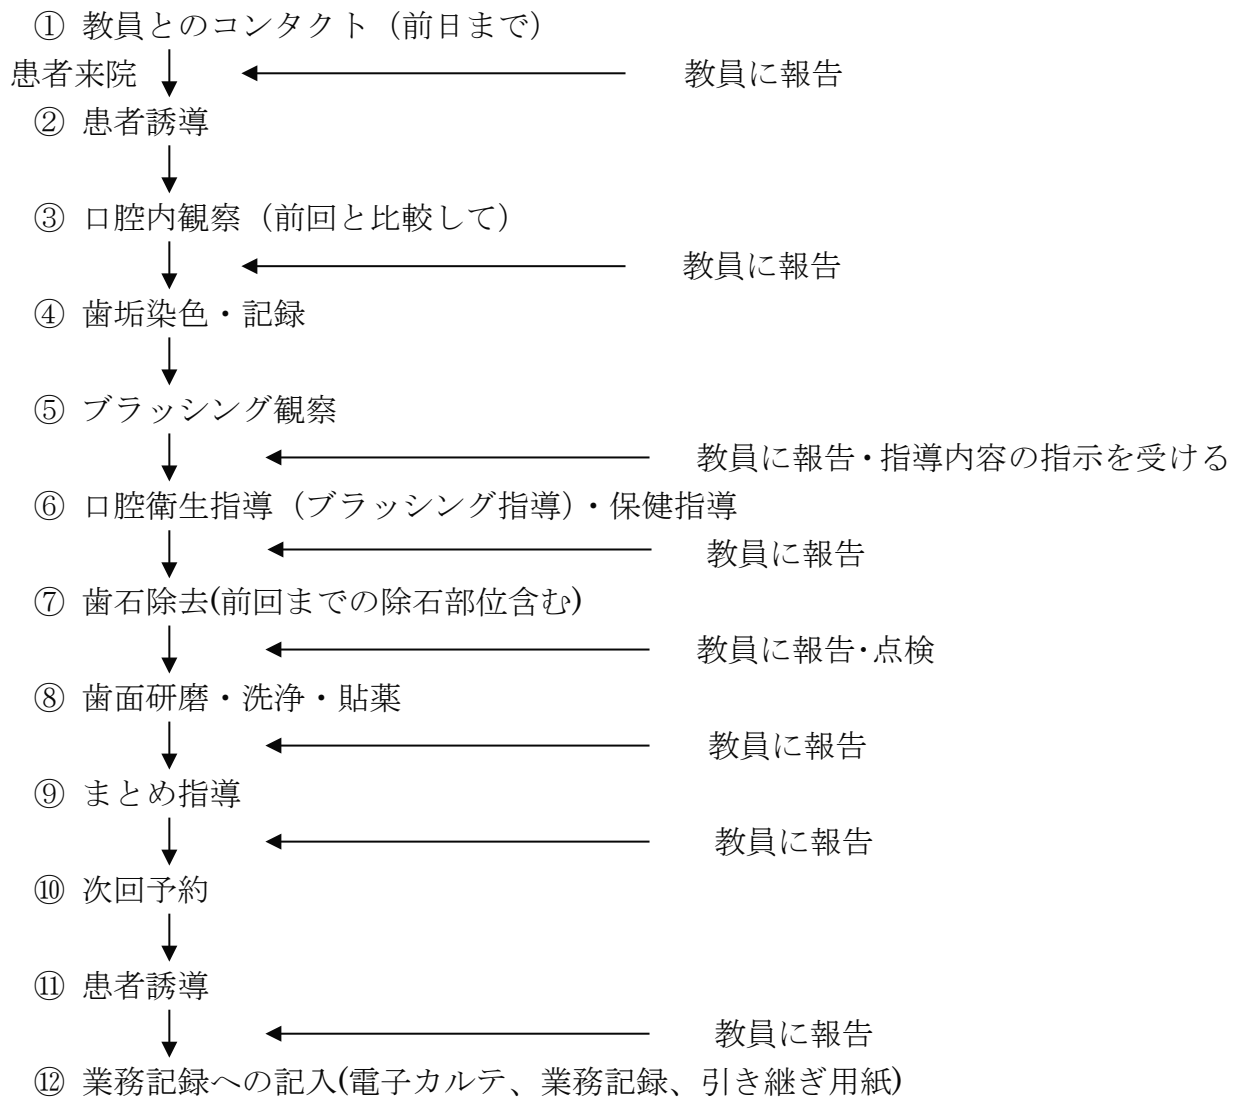 ① 教員とのコンタクト（前日まで）
患者来院 教員に報告
② 患者誘導
③ 口腔内観察（前回と比較して）
教員に報告
④ 歯垢染色・記録
⑤ ブラッシング観察
教員に報告・指導内容の指示を受ける
⑥ 口腔衛生指導（ブラッシング指導）・保健指導
教員に報告
⑦ 歯石除去(前回までの除石部位含む)
教員に報告・点検
⑧ 歯面研磨・洗浄・貼薬
教員に報告
⑨ まとめ指導
教員に報告
⑩ 次回予約
⑪ 患者誘導
教員に報告
⑫ 業務記録への記入(電子カルテ、業務記録、引き継ぎ用紙)